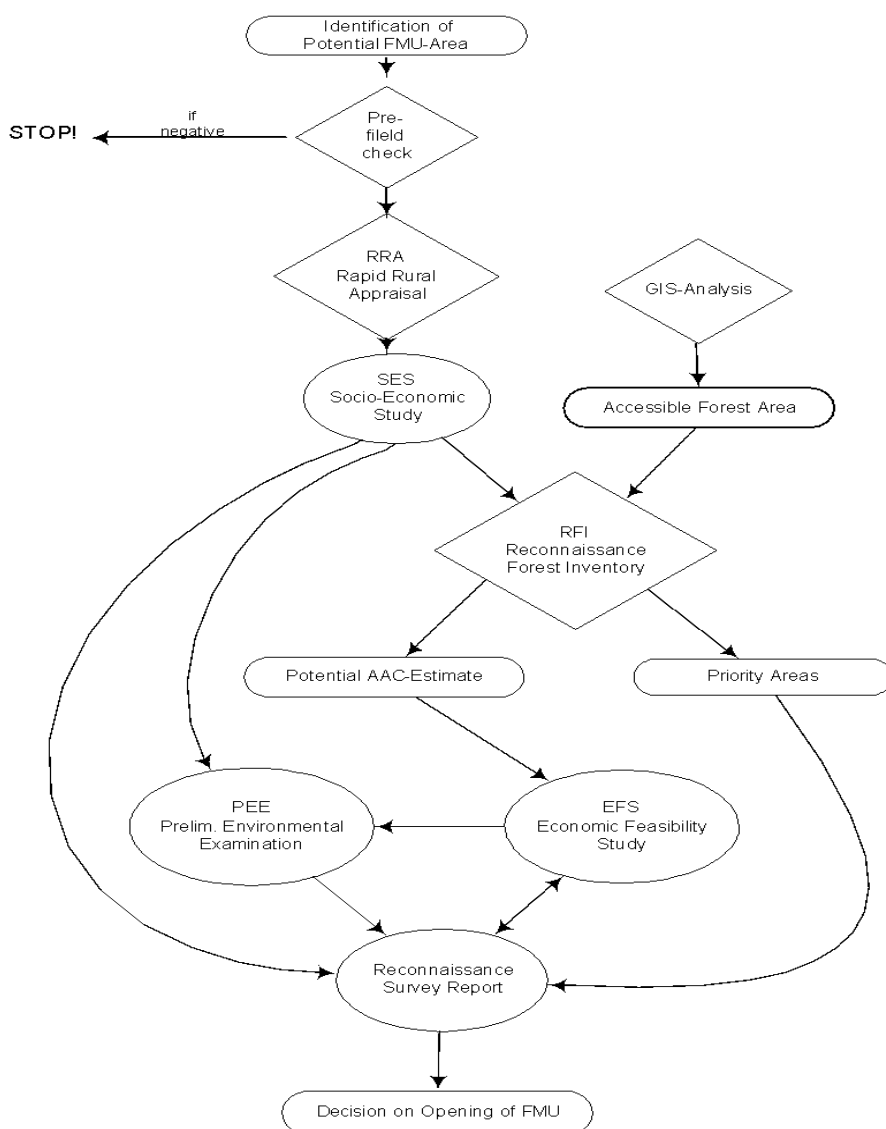 Identification of
Potential FMU-Area
if
negative
STOP!
Pre-
fileld
check
RRA
Rapid Rural
Appraisal
GIS-Analysis
SES
Socio-Economic
Study
Accessible Forest Area
RFI
Reconnaissance
Forest Inventory
Potential AAC-Estimate
Priority Areas
PEE
Prelim. Environmental
Examination
EFS
Economic Feasibility
Study
Reconnaissance
Survey Report
Decision on Opening of FMU